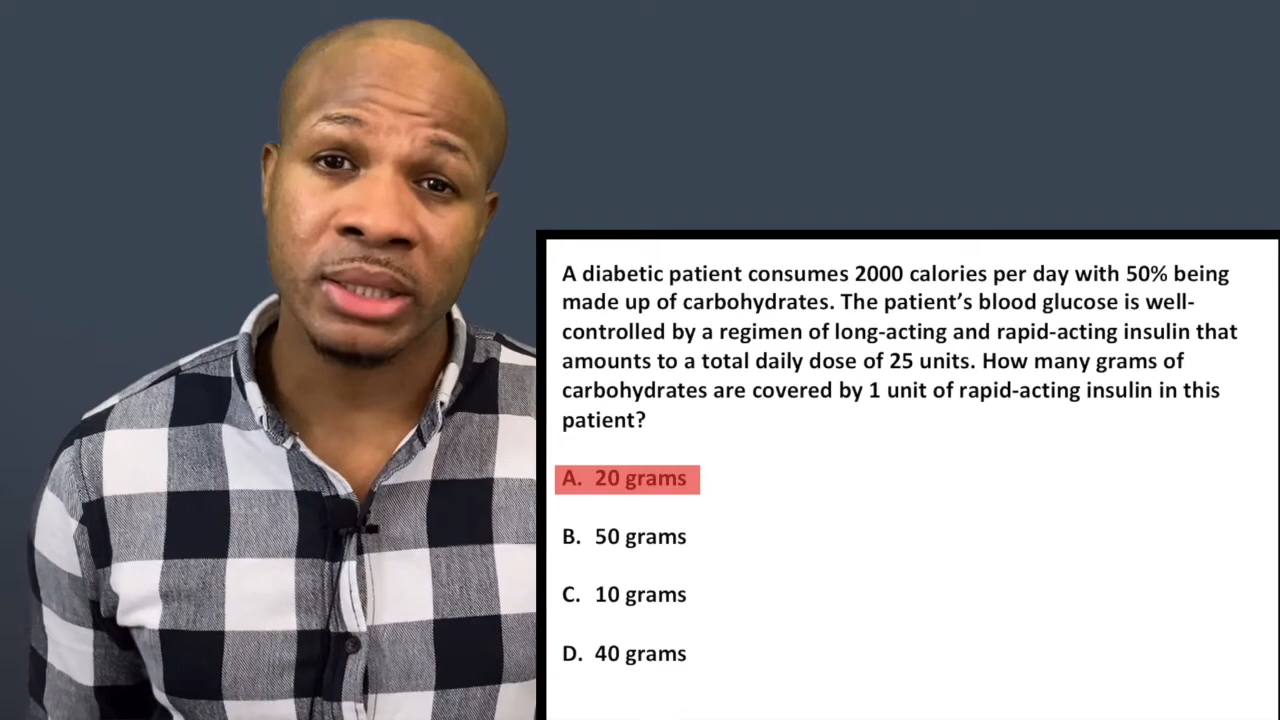 A diabetic patient consumes 2000 calories per day with 50% being
made up of carbohydrates. The patient’s blood glucose is well-
controlled by a regimen of long-acting and rapid-acting insulin that
amounts to a total daily dose of 25 units. How many grams of
carbohydrates are covered by 1 unit of rapid-acting insulin in this
patient?
A. 20 grams
B. 50 grams
C. 10 grams
D. 40 grams